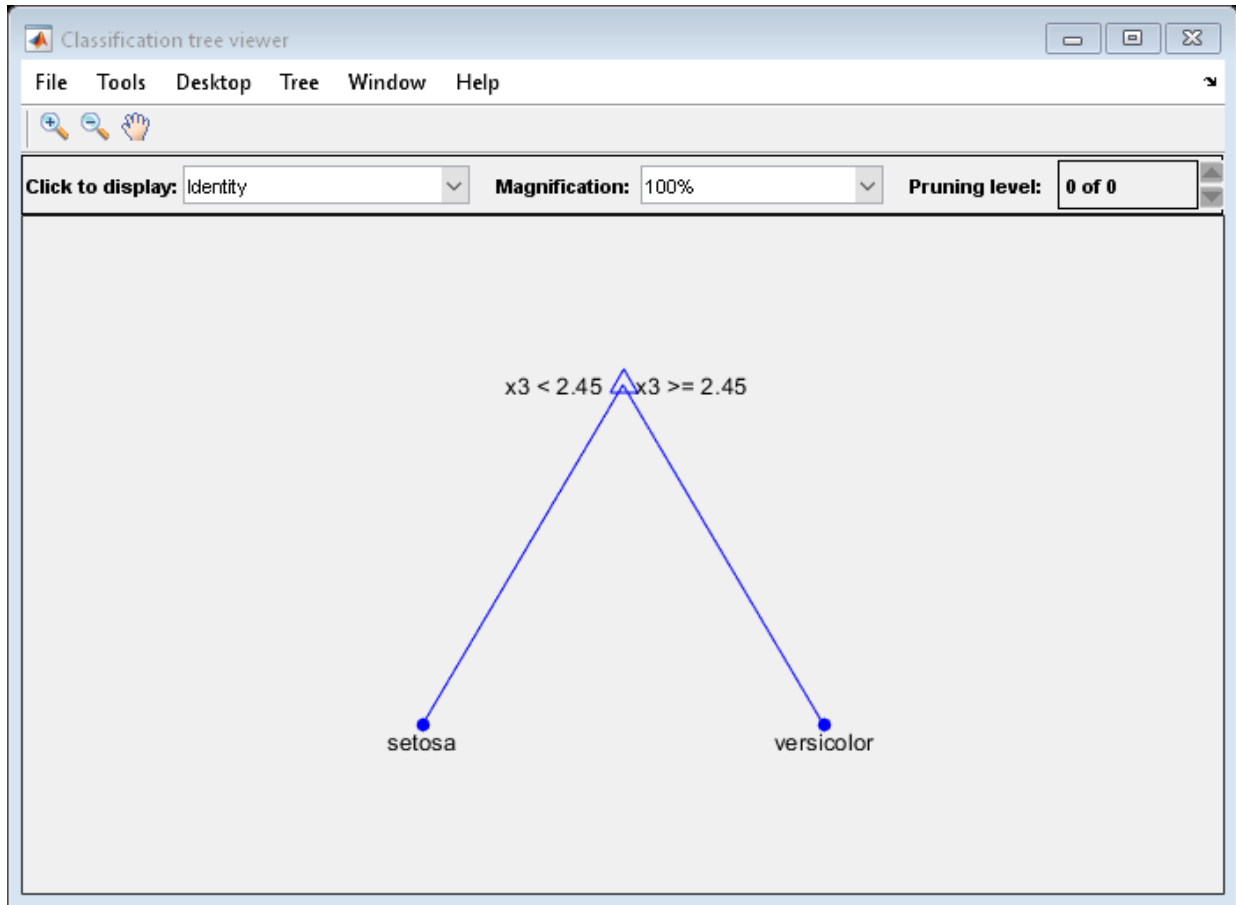 Classification tree viewer
File Tools Desktop Tree Window Help
Click to display: Identity Magnification: 100% Pruning level: 0 of 0
x3 < 2.45 x3 >= 2.45
setosa versicolor